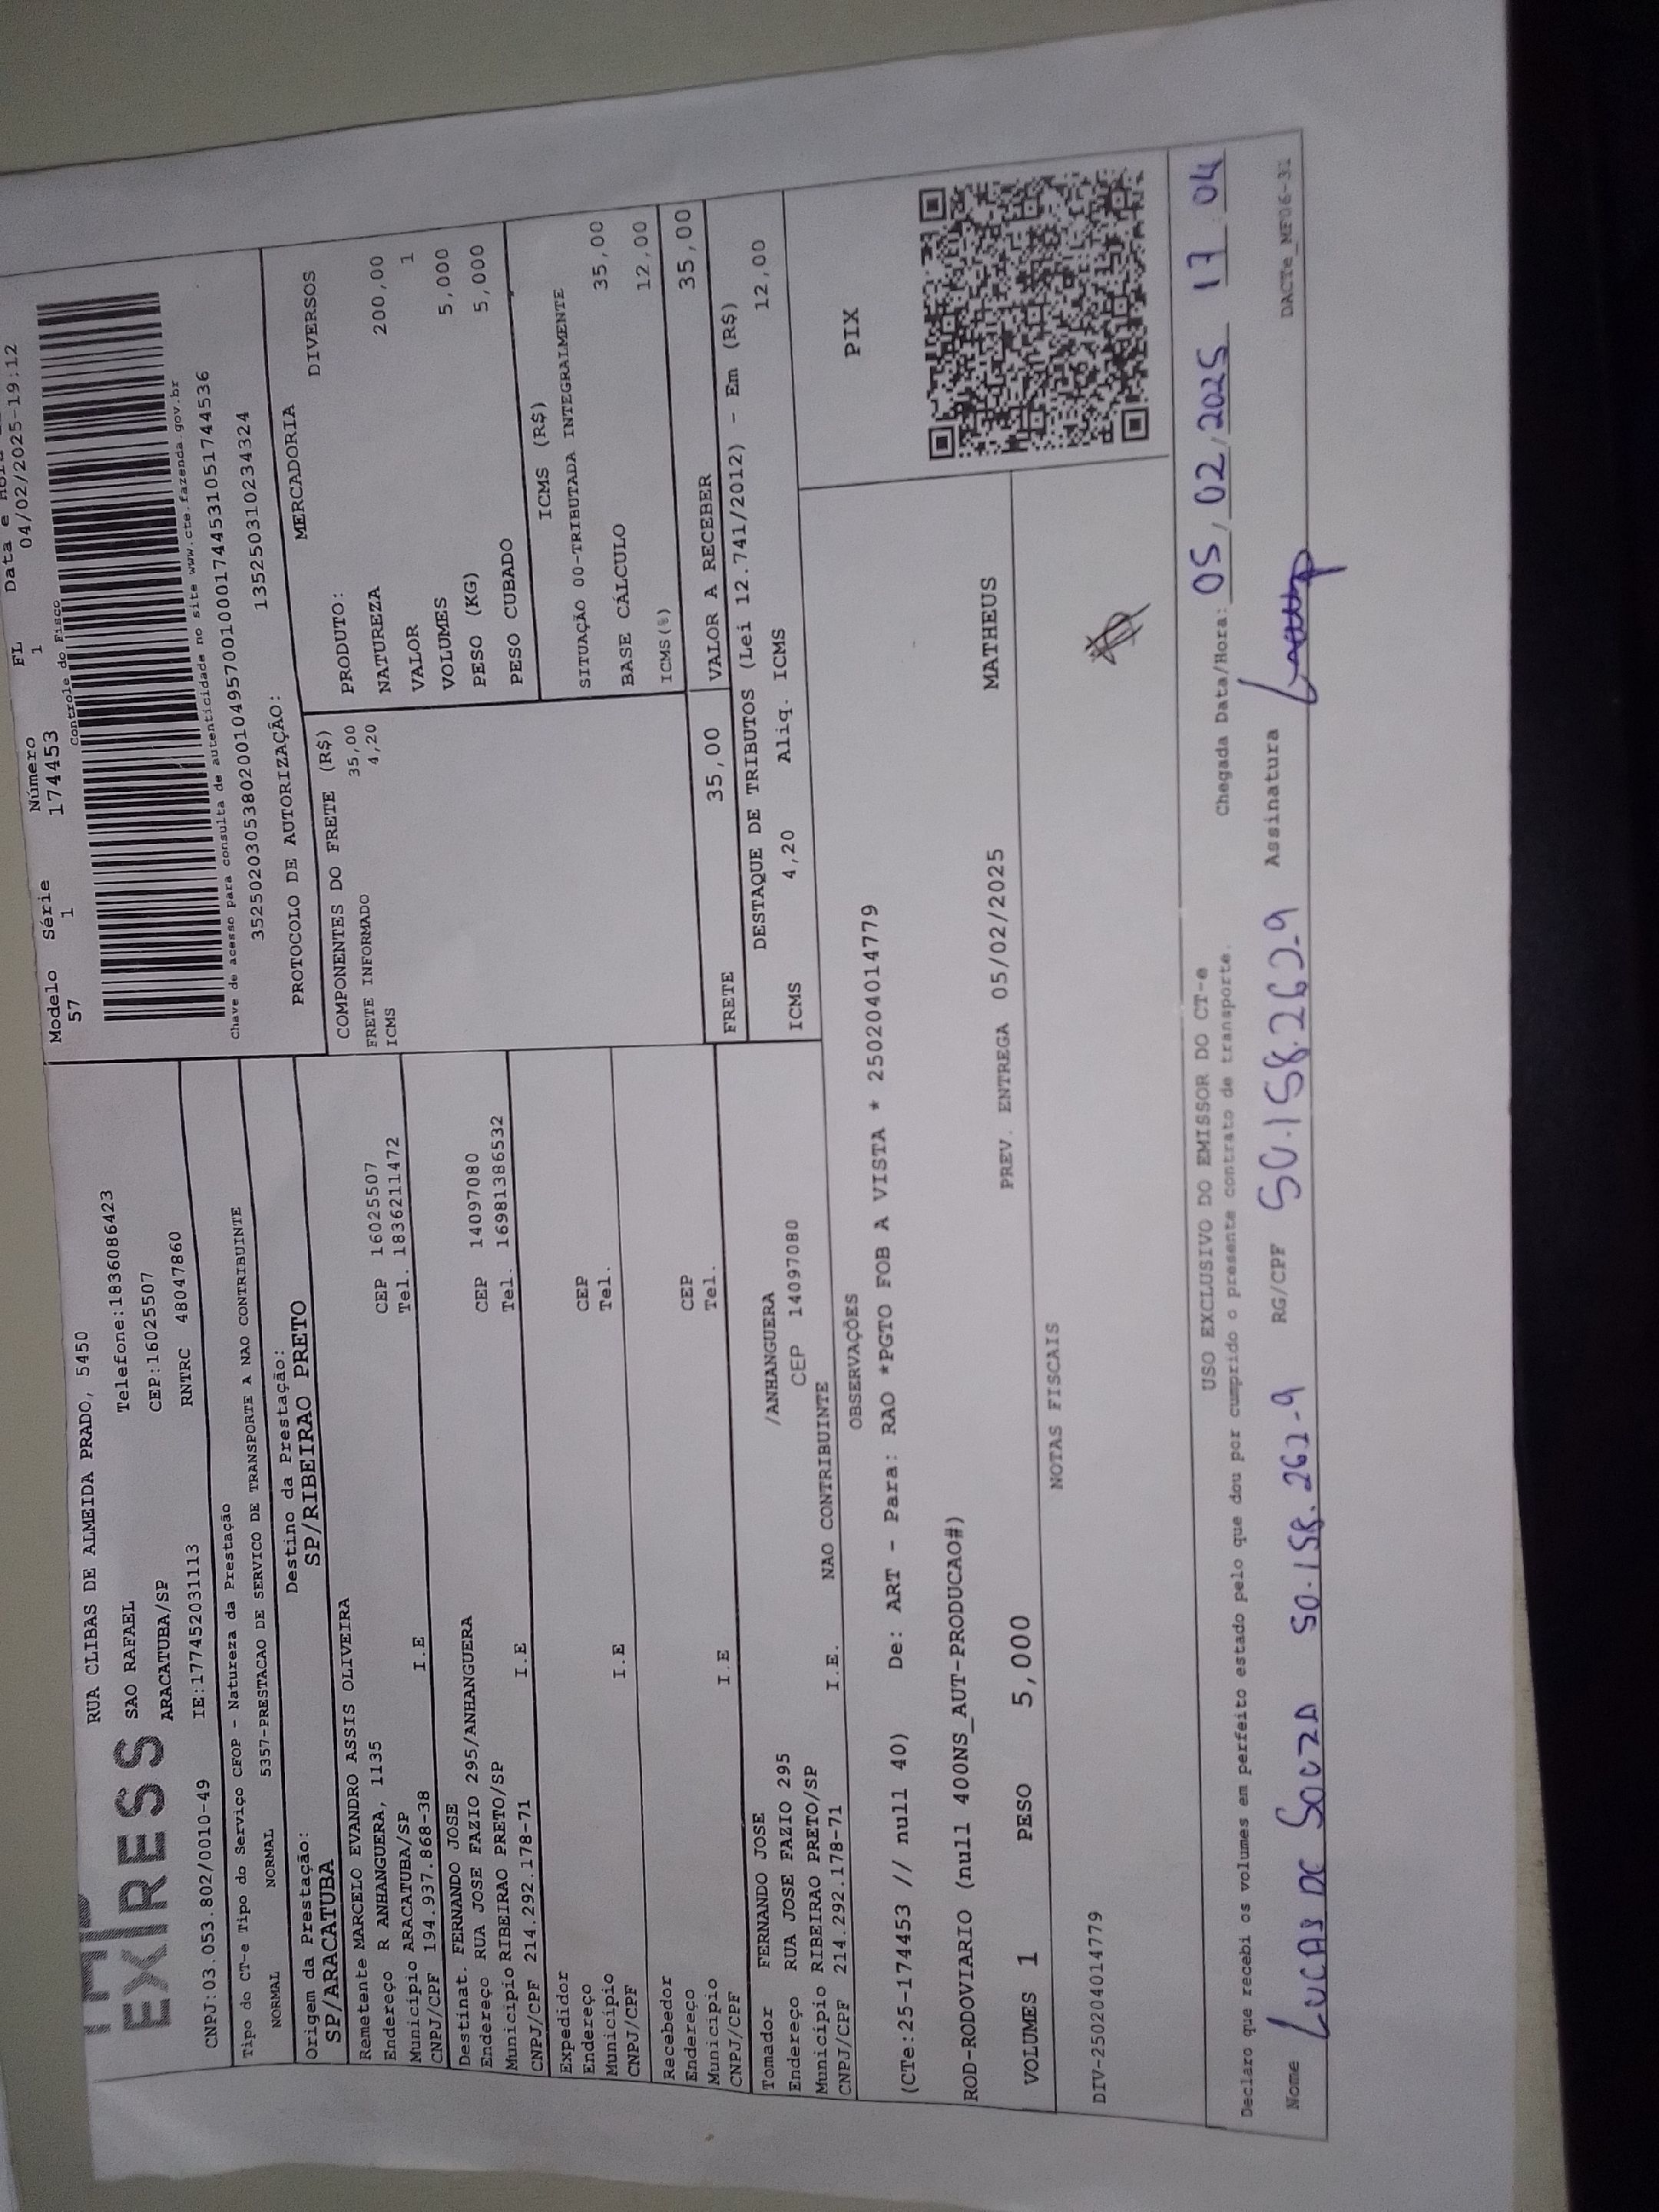 EXPRESS
RUA CLIBAS DE ALMEIDA PRADO, 5450
SAO RAFAEL Telefone:1836086423
ARACATUBA/SP CEP:16025507
CNPJ:03.053.802/0010-49 IE:177452031113 RNTRC 48047860
Modelo Série Número FL Data e
57 1 174453 1 04/02/2025-19:12
Controle do Fisco
Chave de acesso para consulta de autenticidade no site www.cte.fazenda.gov.br
PROTOCOLO DE AUTORIZAÇÃO: 135250310234324
Tipo do CT-e Tipo do Serviço CFOP - Natureza da Prestação
NORMAL NORMAL 5357-PRESTACAO DE SERVICO DE TRANSPORTE A NAO CONTRIBUINTE
Origem da Prestação: Destino da Prestação:
SP/ARACATUBA SP/RIBEIRAO PRETO
Remetente MARCELO EVANDRO ASSIS OLIVEIRA
Endereço R ANHANGUERA, 1135 CEP 16025507
Município ARACATUBA/SP Tel. 1836211472
CNPJ/CPF 194.937.868-38 I.E
Destinat. FERNANDO JOSE
Endereço RUA JOSE FAZIO 295/ANHANGUERA CEP 14097080
Município RIBEIRAO PRETO/SP Tel. 16981386532
CNPJ/CPF 214.292.178-71 I.E
Expedidor
Endereço CEP
Município Tel.
CNPJ/CPF I.E
Recebedor
Endereço CEP
Município Tel.
CNPJ/CPF I.E
Tomador FERNANDO JOSE
Endereço RUA JOSE FAZIO 295 /ANHANGUERA
Município RIBEIRAO PRETO/SP CEP 14097080
CNPJ/CPF 214.292.178-71 I.E. NAO CONTRIBUINTE
COMPONENTES DO FRETE (R$)
FRETE INFORMADO 35,00
ICMS 4,20
MERCADORIA
PRODUTO: DIVERSOS
NATUREZA
VALOR 200,00
VOLUMES 1
PESO (KG) 5,000
PESO CUBADO 5,000
ICMS (R$)
SITUAÇÃO 00-TRIBUTADA INTEGRALMENTE
BASE CÁLCULO 35,00
ICMS(%) 12,00
FRETE 35,00 VALOR A RECEBER 35,00
DESTAQUE DE TRIBUTOS (Lei 12.741/2012) - Em (R$)
ICMS 4,20 Aliq. ICMS 12,00
OBSERVAÇÕES
(CTe:25-174453 // null 40) De: ART - Para: RAO *PGTO FOB A VISTA * 250204014779
ROD-RODOVIARIO (null 400NS_AUT-PRODUCAO#)
PIX
VOLUMES 1 PESO 5,000 PREV. ENTREGA 05/02/2025 MATHEUS
NOTAS FISCAIS
DIV-250204014779
USO EXCLUSIVO DO EMISSOR DO CT-e
Declaro que recebi os volumes em perfeito estado pelo que dou por cumprido o presente contrato de transporte. Chegada Data/Hora: 05/02/2025 17 04
Nome Lucas de Souza 50.158.262-9 RG/CPF 50.158.262-9 Assinatura
DACTe_MF06-31